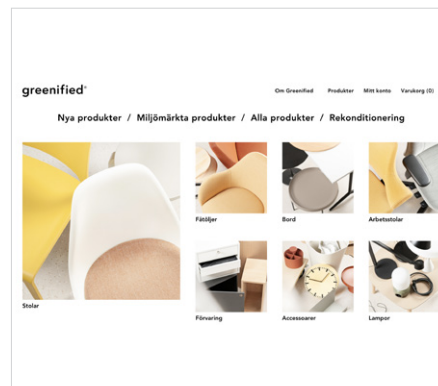 greenified®
Om Greenified Produkter Mitt konto Varukorg (0)
Nya produkter / Miljömärkta produkter / Alla produkter / Rekonditionering
Stolar
Fåtöljer
Bord
Arbetsstolar
Förvaring
Accessoarer
Lampor